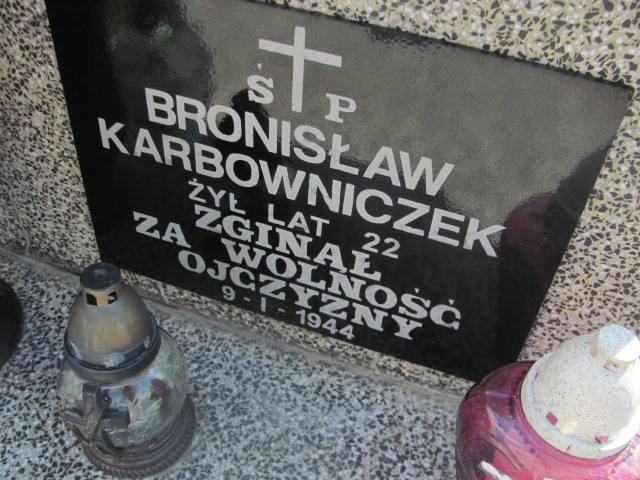 Ś P
BRONISŁAW
KARBOWNICZEK
ŻYŁ LAT 22
ZGINĄŁ
ZA WOLNOŚĆ
OJCZYZNY
9-I-1944